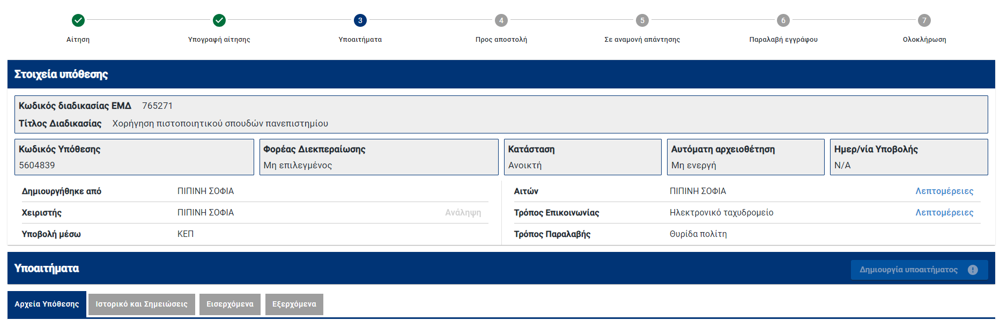 3 4 5 6 7
Αίτηση Υπογραφή αίτησης Υποαιτήματα Προς αποστολή Σε αναμονή απάντησης Παραλαβή εγγράφου Ολοκλήρωση
Στοιχεία υπόθεσης
Κωδικός διαδικασίας ΕΜΔ 765271
Τίτλος Διαδικασίας Χορήγηση πιστοποιητικού σπουδών πανεπιστημίου
Κωδικός Υπόθεσης Φορέας Διεκπεραίωσης Κατάσταση Αυτόματη αρχειοθέτηση Ημερ/νία Υποβολής
5604839 Μη επιλεγμένος Ανοικτή Μη ενεργή N/A
Δημιουργήθηκε από ΠΙΠΙΝΗ ΣΟΦΙΑ Αιτών ΠΙΠΙΝΗ ΣΟΦΙΑ Λεπτομέρειες
Χειριστής ΠΙΠΙΝΗ ΣΟΦΙΑ Ανάληψη Τρόπος Επικοινωνίας Ηλεκτρονικό ταχυδρομείο Λεπτομέρειες
Υποβολή μέσω ΚΕΠ Τρόπος Παραλαβής Θυρίδα πολίτη
Υποαιτήματα Δημιουργία υποαιτήματος !
Αρχεία Υπόθεσης Ιστορικό και Σημειώσεις Εισερχόμενα Εξερχόμενα